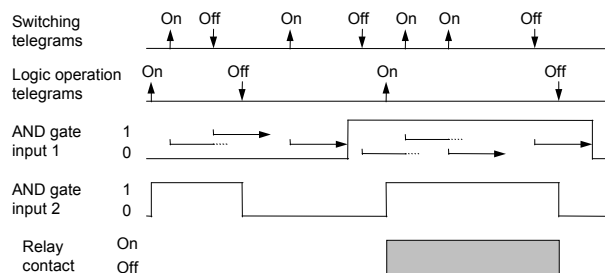 On Off On Off On On Off
Switching
telegrams
Logic operation
telegrams
On Off On Off
AND gate
input 1
1
0
AND gate
input 2
1
0
Relay
contact
On
Off